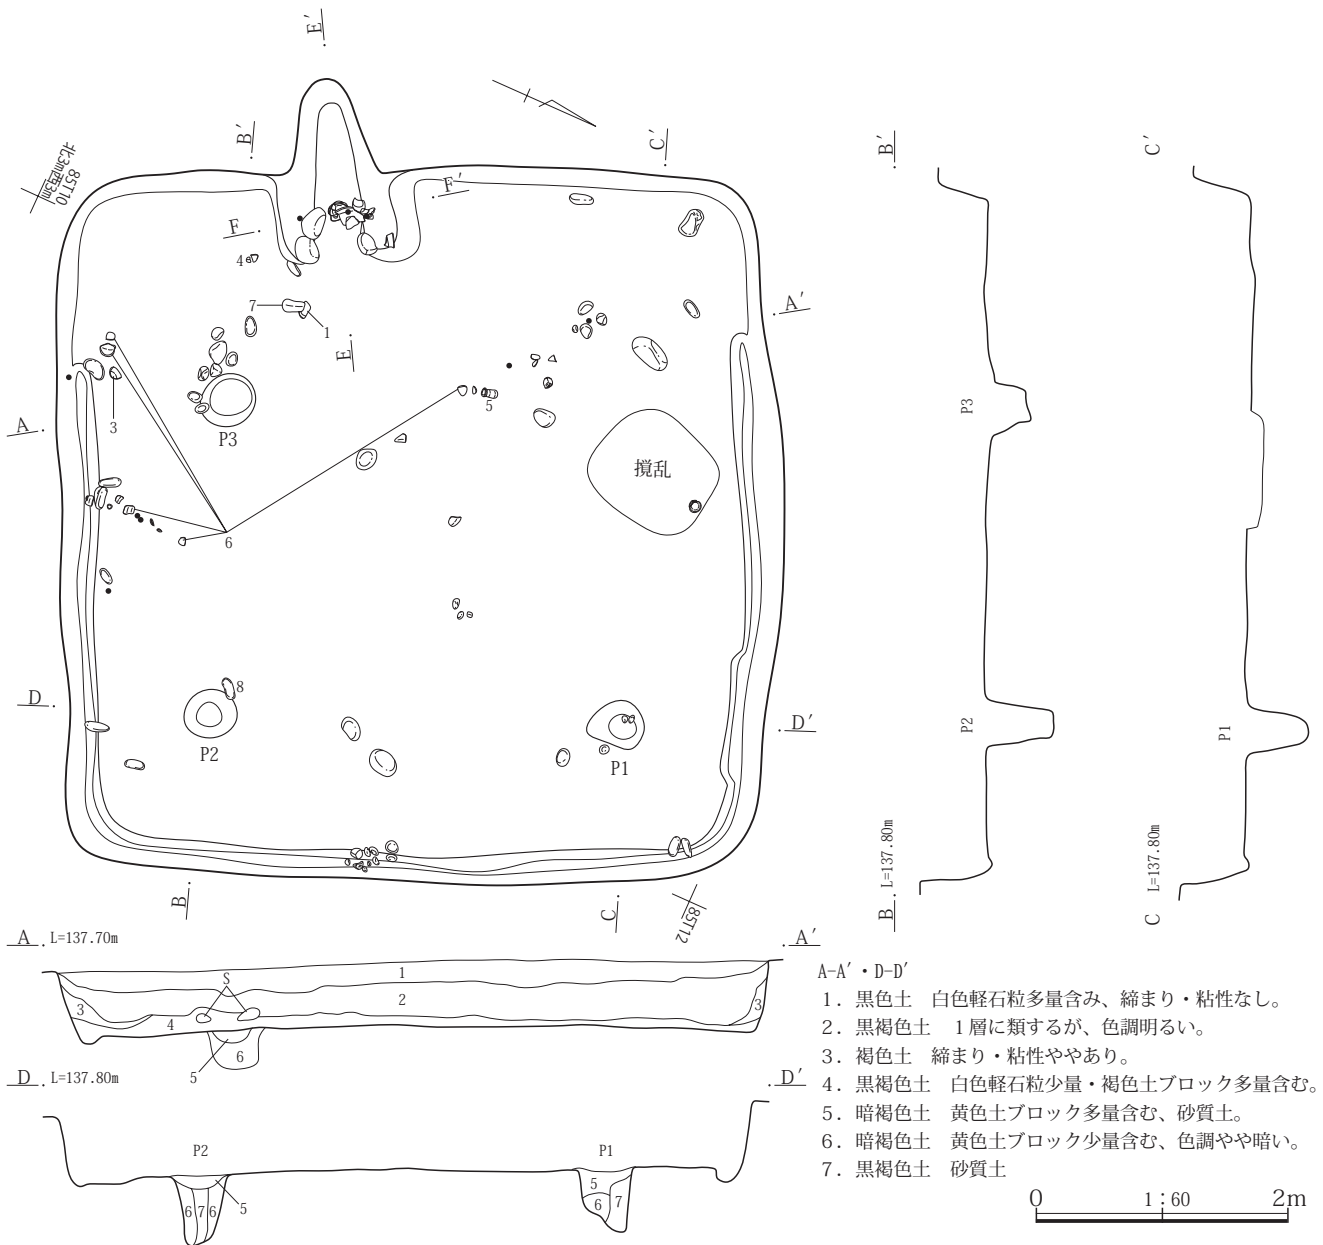 E′
B′
C′
B′
C′
85T10
北3m西3m
F′
F
4
7
1
E
A′
A
3
P3
5
P3
撹乱
6
D
8
P2
P1
D′
P2
P1
B
C
85T12
B L=137.80m
C L=137.80m
A L=137.70m
A′
S
1
2
3
3
4
5
6
D L=137.80m
D′
P2
P1
5
6 7 6
5
6
7
A-A′・D-D′
1. 黒色土 白色軽石粒多量含み、締まり・粘性なし。
2. 黒褐色土 1層に類するが、色調明るい。
3. 褐色土 締まり・粘性ややあり。
4. 黒褐色土 白色軽石粒少量・褐色土ブロック多量含む。
5. 暗褐色土 黄色土ブロック多量含む、砂質土。
6. 暗褐色土 黄色土ブロック少量含む、色調やや暗い。
7. 黒褐色土 砂質土
0 1:60 2m